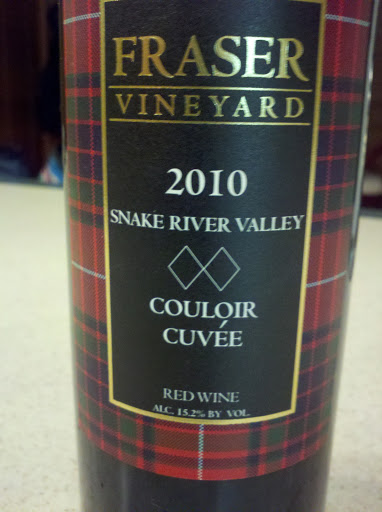 FRASER
VINEYARD
2010
SNAKE RIVER VALLEY
COULOIR
CUVÉE
RED WINE
ALC. 15.2% BY VOL.